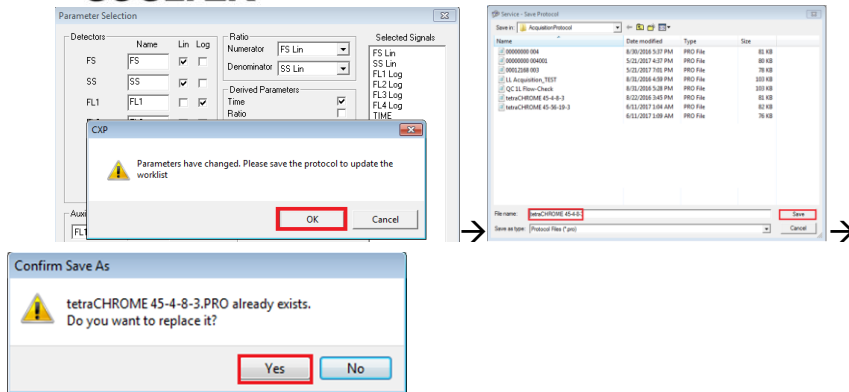 Parameter Selection
Detectors
Name Lin Log
FS FS
SS SS
FL1 FL1
Ratio
Numerator FS Lin
Denominator SS Lin
Derived Parameters
Time
Ratio
Selected Signals
FS Lin
SS Lin
FL1 Log
FL2 Log
FL3 Log
FL4 Log
TIME
CXP
Parameters have changed. Please save the protocol to update the
worklist
OK Cancel
→
Service - Save Protocol
Save in: AcquisitionProtocol
Name Date modified Type Size
00000000 004 8/30/2016 5:37 PM PRO File 81 KB
00000000 004001 5/21/2017 4:37 PM PRO File 80 KB
00012168 003 5/21/2017 7:01 PM PRO File 78 KB
LL Acquisition_TEST 8/31/2016 4:59 PM PRO File 103 KB
QC 1L Flow-Check 8/31/2016 5:28 PM PRO File 103 KB
tetraCHROME 45-4-8-3 8/22/2016 3:45 PM PRO File 81 KB
tetraCHROME 45-56-19-3 6/11/2017 1:04 AM PRO File 82 KB
6/11/2017 1:09 AM PRO File 76 KB
File name: tetraCHROME 45-4-8-3 Save
Save as type: Protocol Files (*.pro) Cancel
→
Confirm Save As
tetraCHROME 45-4-8-3.PRO already exists.
Do you want to replace it?
Yes No